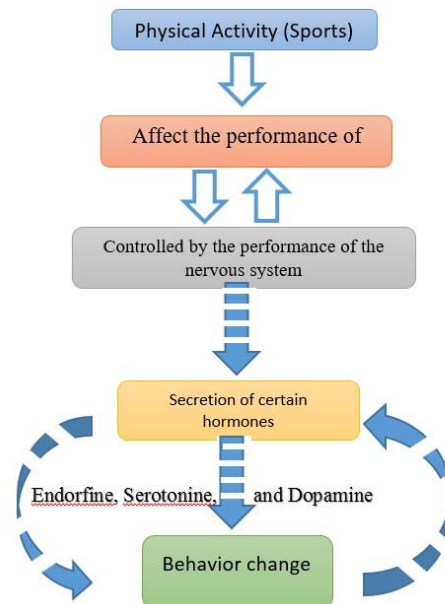 Physical Activity (Sports)
Affect the performance of
Controlled by the performance of the
nervous system
Secretion of certain
hormones
Endorfine, Serotonine, and Dopamine
Behavior change